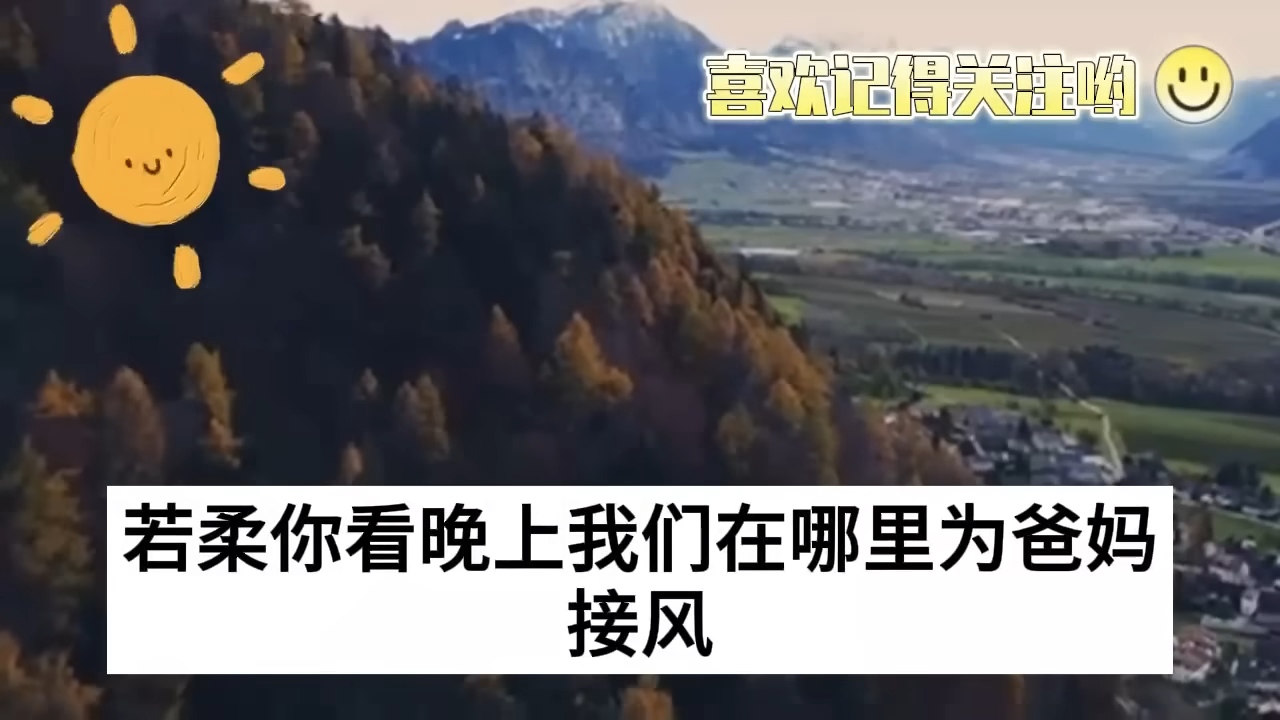 喜欢记得关注哟
若柔你看晚上我们在哪里为爸妈
接风